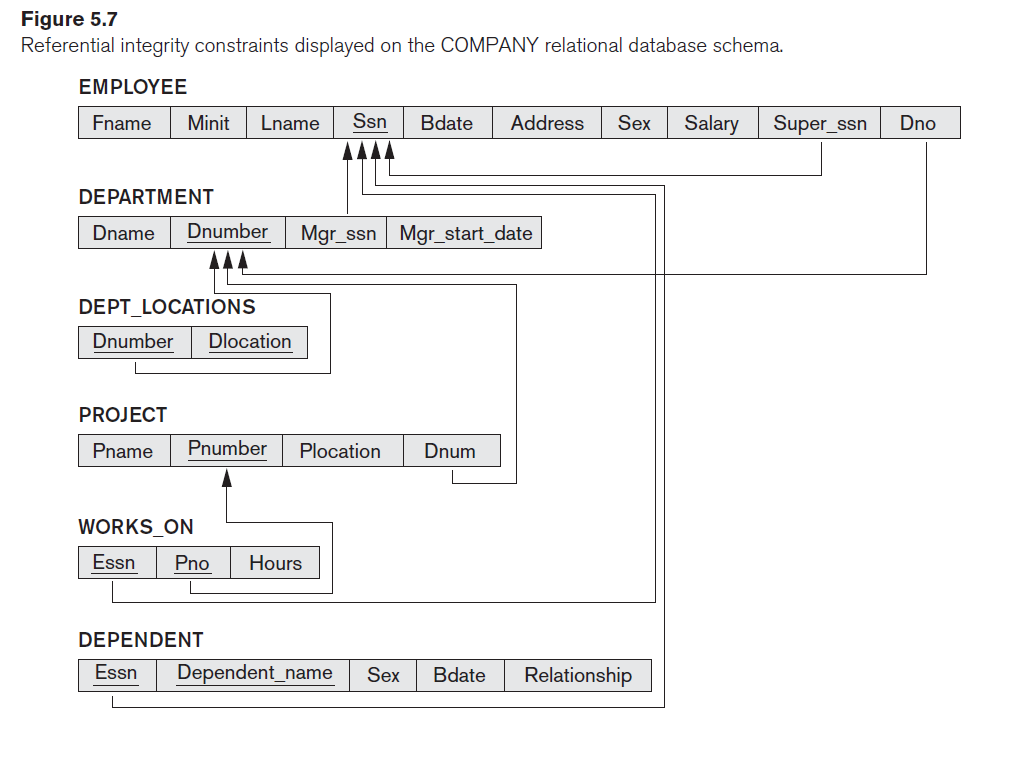 Figure 5.7
Referential integrity constraints displayed on the COMPANY relational database schema.
EMPLOYEE
Fname Minit Lname Ssn Bdate Address Sex Salary Super_ssn Dno
DEPARTMENT
Dname Dnumber Mgr_ssn Mgr_start_date
DEPT_LOCATIONS
Dnumber Dlocation
PROJECT
Pname Pnumber Plocation Dnum
WORKS_ON
Essn Pno Hours
DEPENDENT
Essn Dependent_name Sex Bdate Relationship